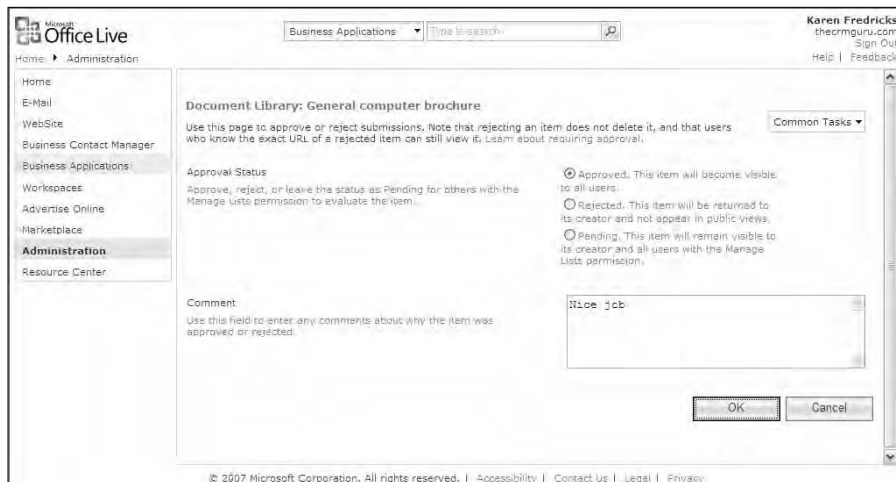 Microsoft
Office Live
Business Applications
Type to search
Karen Fredricks
thecrmguru.com
Sign Out
Help | Feedback
Home Administration
Home
E-Mail
WebSite
Business Contact Manager
Business Applications
Workspaces
Advertise Online
Marketplace
Administration
Resource Center
Document Library: General computer brochure
Common Tasks
Use this page to approve or reject submissions. Note that rejecting an item does not delete it, and that users
who know the exact URL of a rejected item can still view it. Learn about requiring approval.
Approval Status
Approve, reject, or leave the status as Pending for others with the
Manage Lists permission to evaluate the item.
Approved. This item will become visible
to all users.
Rejected. This item will be returned to
its creator and not appear in public views.
Pending. This item will remain visible to
its creator and all users with the Manage
Lists permission.
Comment
Use this field to enter any comments about why the item was
approved or rejected.
Nice job
OK
Cancel
© 2007 Microsoft Corporation. All rights reserved. | Accessibility | Contact Us | Legal | Privacy